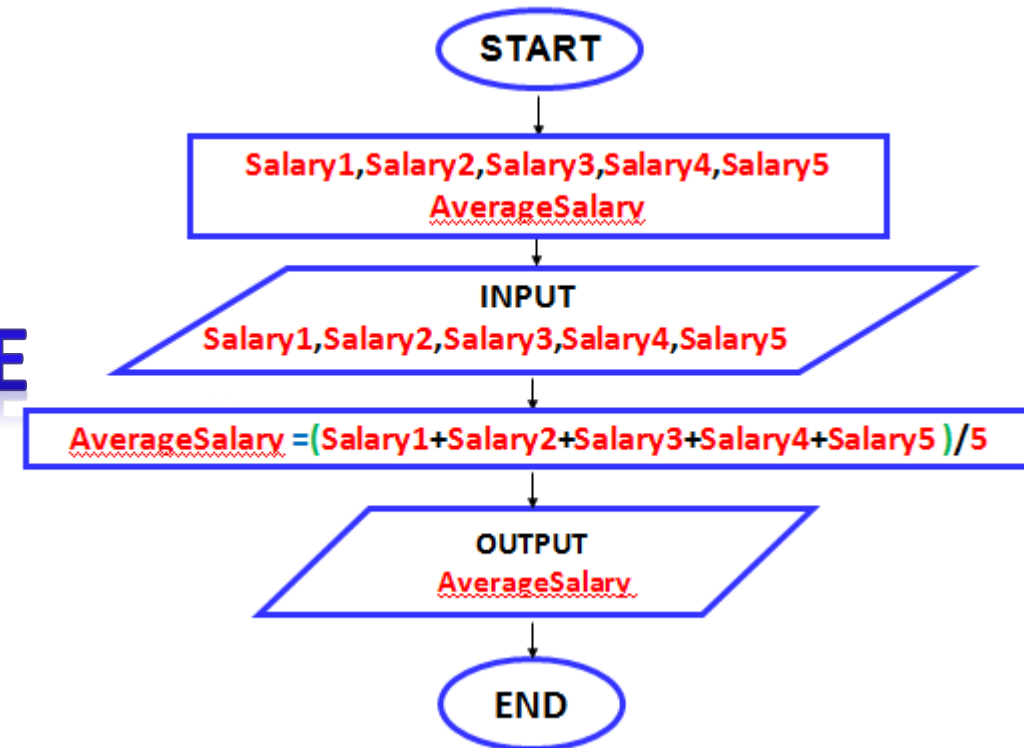 START
Salary1,Salary2,Salary3,Salary4,Salary5
AverageSalary
INPUT
Salary1,Salary2,Salary3,Salary4,Salary5
E
AverageSalary =(Salary1+Salary2+Salary3+Salary4+Salary5 )/5
OUTPUT
AverageSalary
END